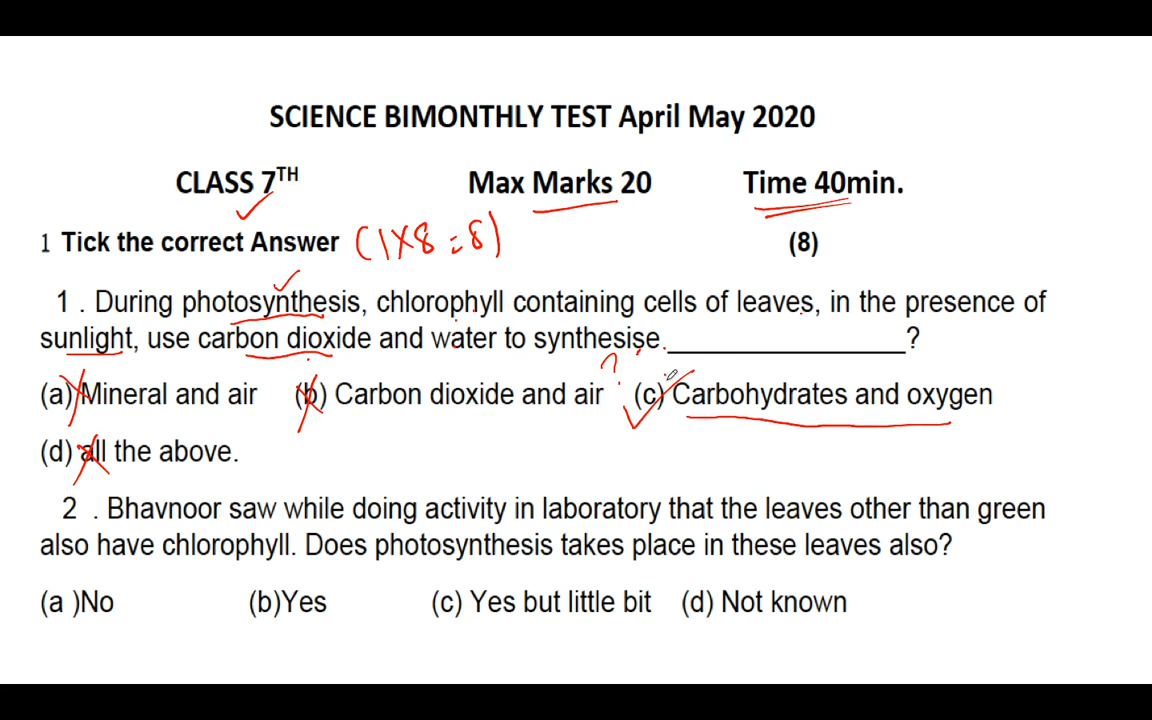 SCIENCE BIMONTHLY TEST April May 2020
CLASS 7TH Max Marks 20 Time 40min.
1 Tick the correct Answer (1X8=8) (8)
1 . During photosynthesis, chlorophyll containing cells of leaves, in the presence of
sunlight, use carbon dioxide and water to synthesise._________________?
?
(a) Mineral and air (b) Carbon dioxide and air (c) Carbohydrates and oxygen
(d) all the above.
2 . Bhavnoor saw while doing activity in laboratory that the leaves other than green
also have chlorophyll. Does photosynthesis takes place in these leaves also?
(a )No (b)Yes (c) Yes but little bit (d) Not known